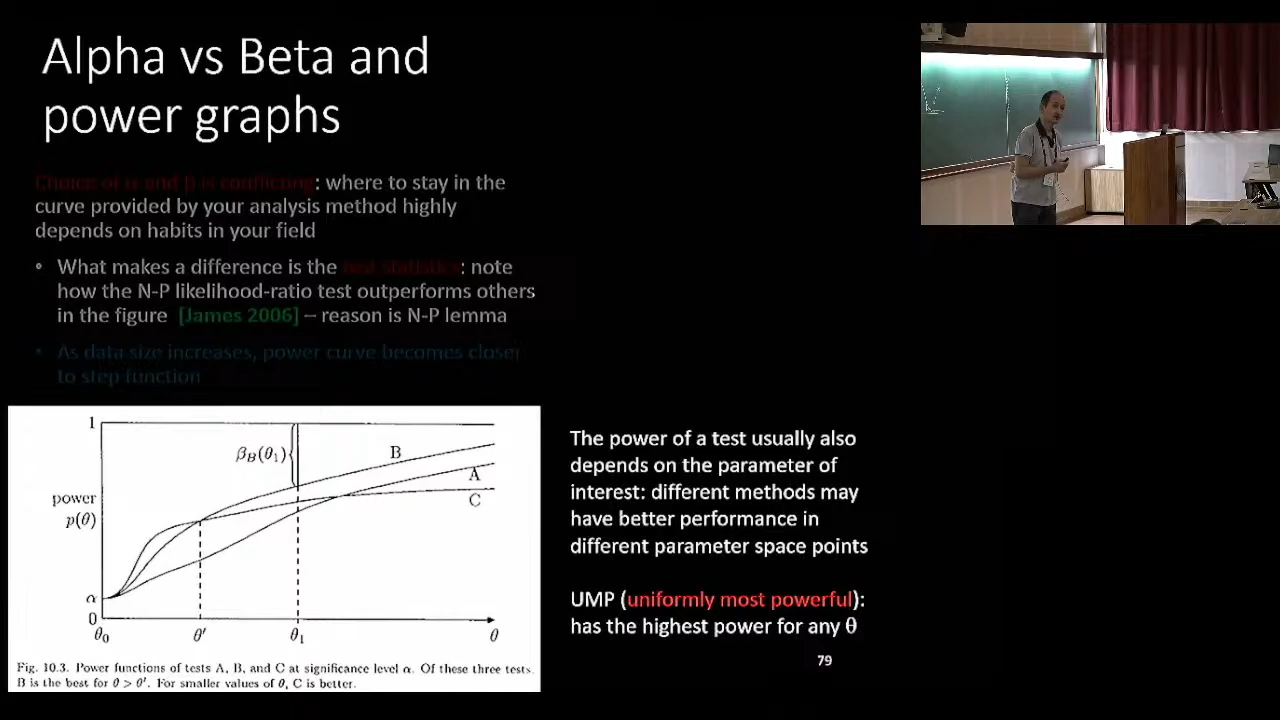 Alpha vs Beta and
power graphs
Choice of α and β is conflicting: where to stay in the
curve provided by your analysis method highly
depends on habits in your field
• What makes a difference is the test statistics: note
how the N-P likelihood-ratio test outperforms others
in the figure [James 2006] – reason is N-P lemma
• As data size increases, power curve becomes closer
to step function
1
β_B(θ₁)
B
A
C
power
p(θ)
α
0
θ₀
θ'
θ₁
θ
Fig. 10.3. Power functions of tests A, B, and C at significance level α. Of these three tests,
B is the best for θ > θ'. For smaller values of θ, C is better.
The power of a test usually also
depends on the parameter of
interest: different methods may
have better performance in
different parameter space points
UMP (uniformly most powerful):
has the highest power for any θ
79